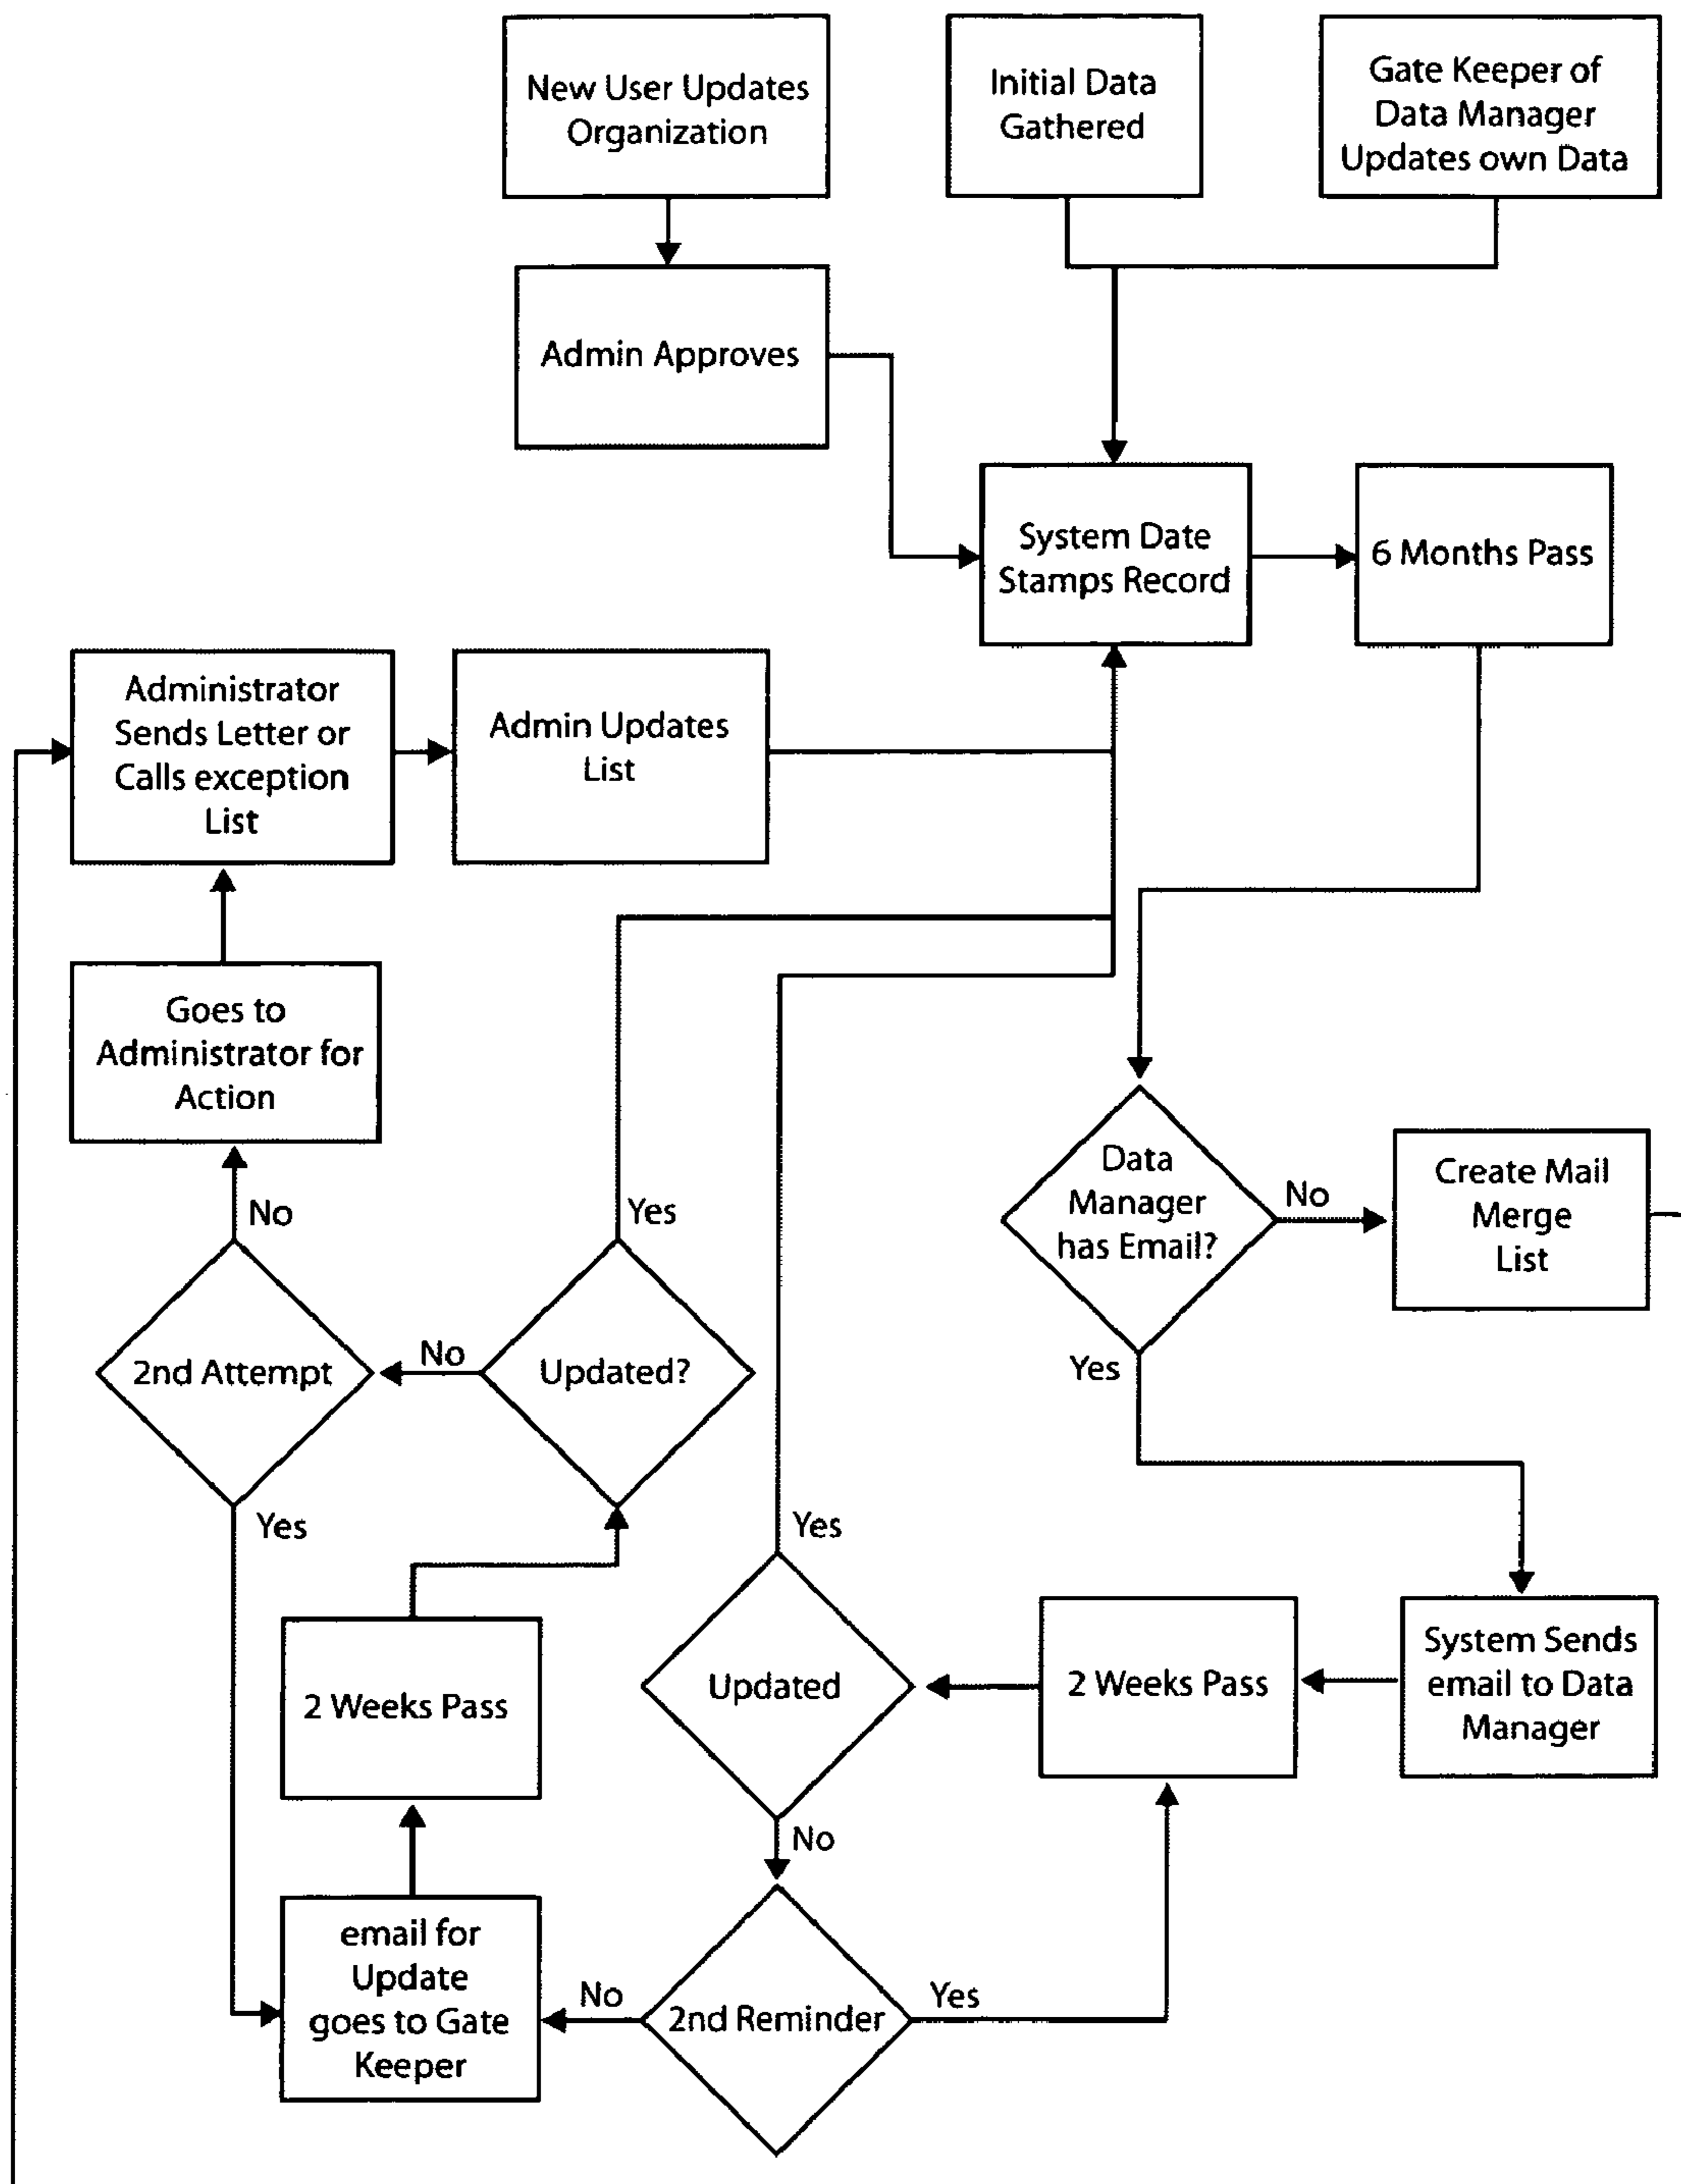 New User Updates
Organization
Initial Data
Gathered
Gate Keeper of
Data Manager
Updates own Data
Admin Approves
System Date
Stamps Record
6 Months Pass
Administrator
Sends Letter or
Calls exception
List
Admin Updates
List
Goes to
Administrator for
Action
Data
Manager
has Email?
No
Create Mail
Merge
List
No
Yes
2nd Attempt
No
Updated?
Yes
Yes
Yes
2 Weeks Pass
Updated
2 Weeks Pass
System Sends
email to Data
Manager
No
email for
Update
goes to Gate
Keeper
No
2nd Reminder
Yes